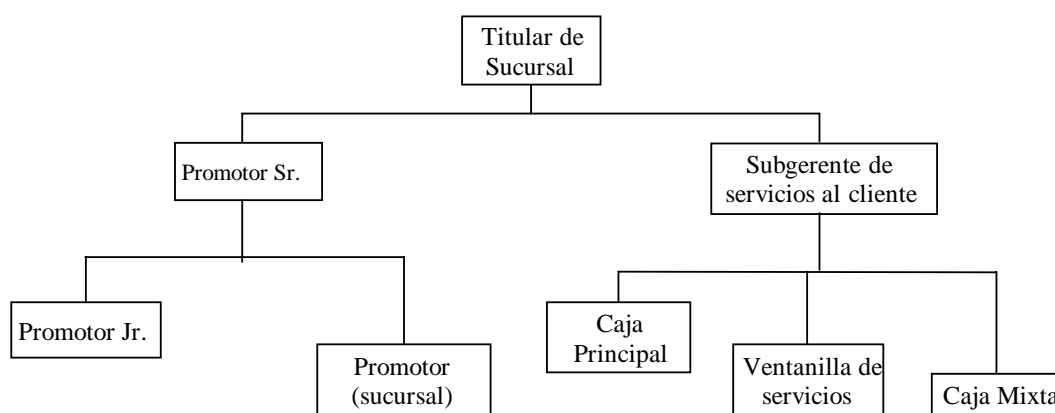 Titular de
Sucursal
Promotor Sr.
Subgerente de
servicios al cliente
Promotor Jr.
Promotor
(sucursal)
Caja
Principal
Ventanilla de
servicios
Caja Mixta